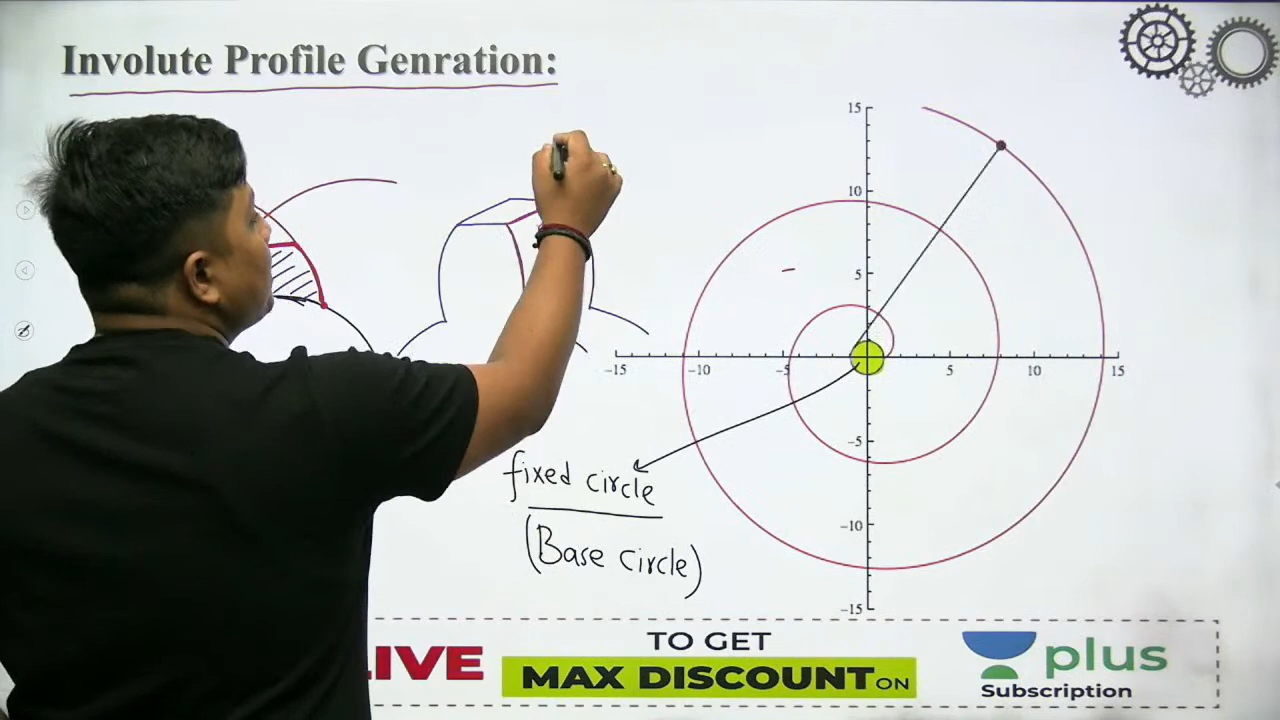 Involute Profile Genration:
15
10
5
-15
-10
-5
5
10
15
-5
-10
-15
fixed circle
(Base circle)
IVE
TO GET
MAX DISCOUNT ON
plus
Subscription